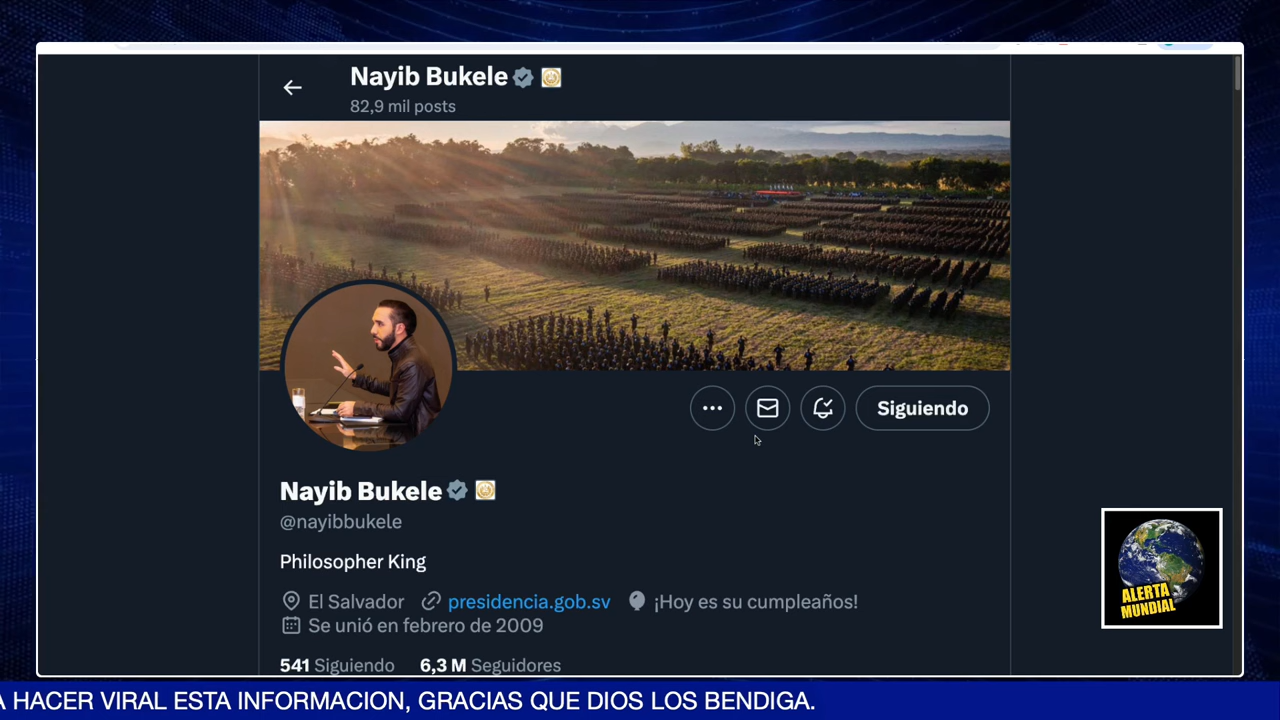 Nayib Bukele
82,9 mil posts
Siguiendo
Nayib Bukele
@nayibbukele
Philosopher King
El Salvador presidencia.gob.sv ¡Hoy es su cumpleaños!
Se unió en febrero de 2009
541 Siguiendo 6,3 M Seguidores
ALERTA
MUNDIAL
A HACER VIRAL ESTA INFORMACION, GRACIAS QUE DIOS LOS BENDIGA.